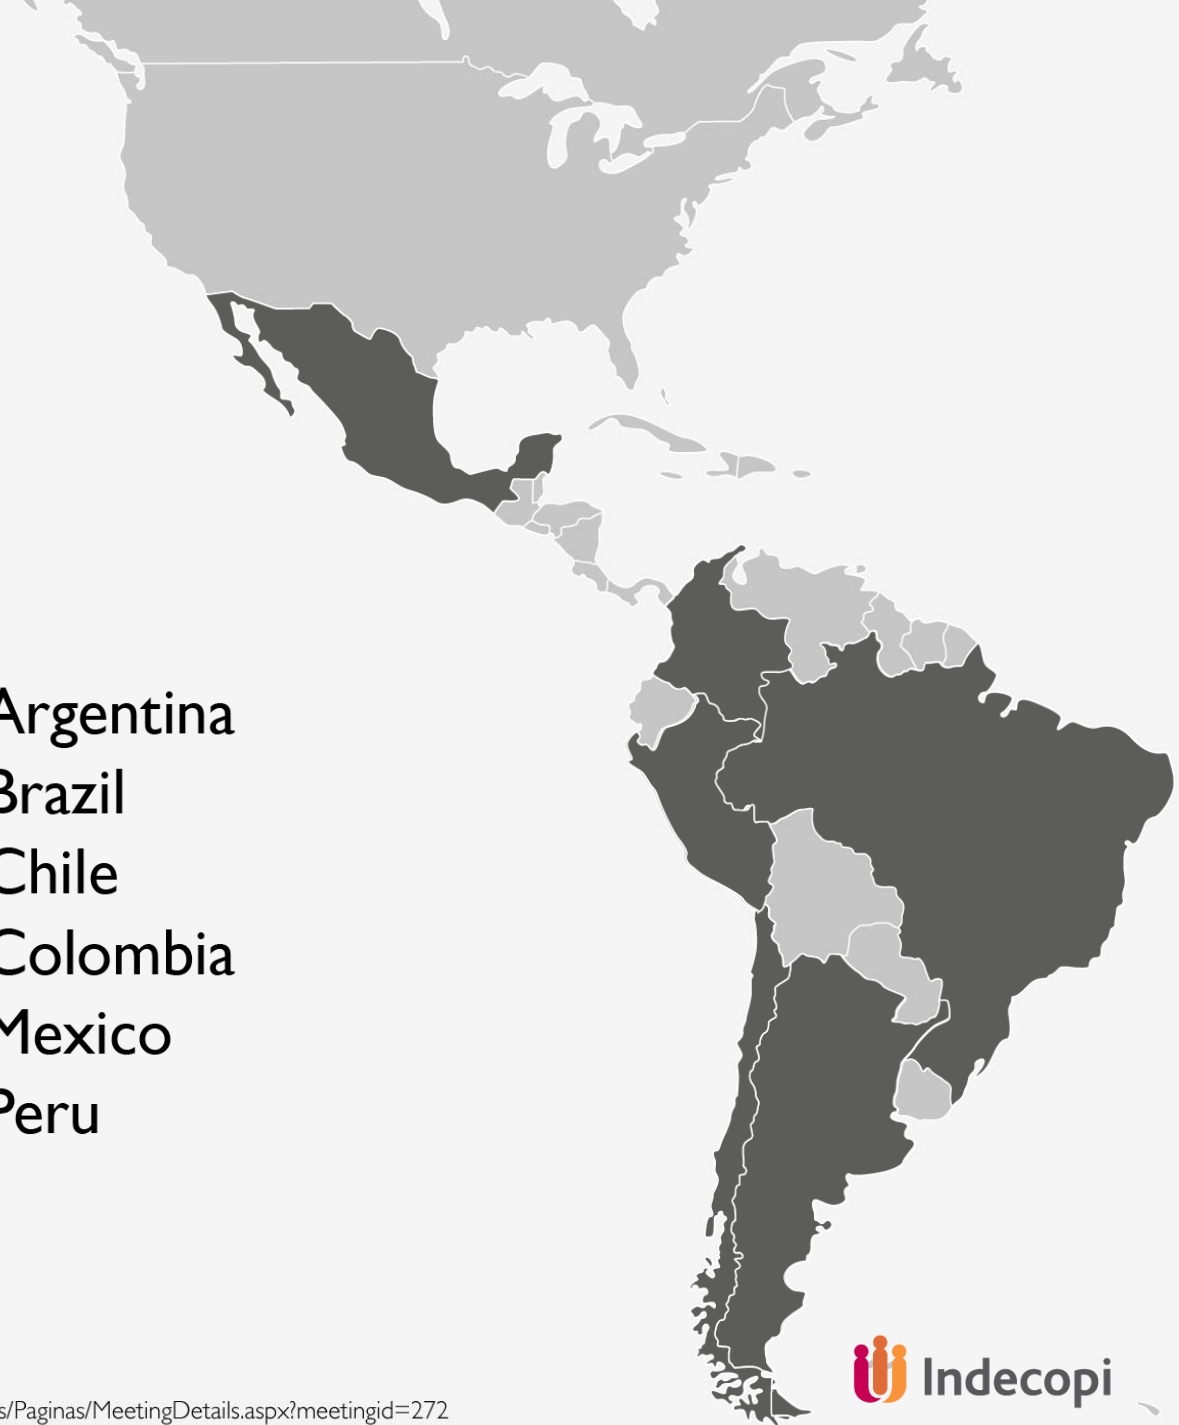 Argentina
Brazil
Chile
Colombia
Mexico
Peru
Indecopi
s/Paginas/MeetingDetails.aspx?meetingid=272